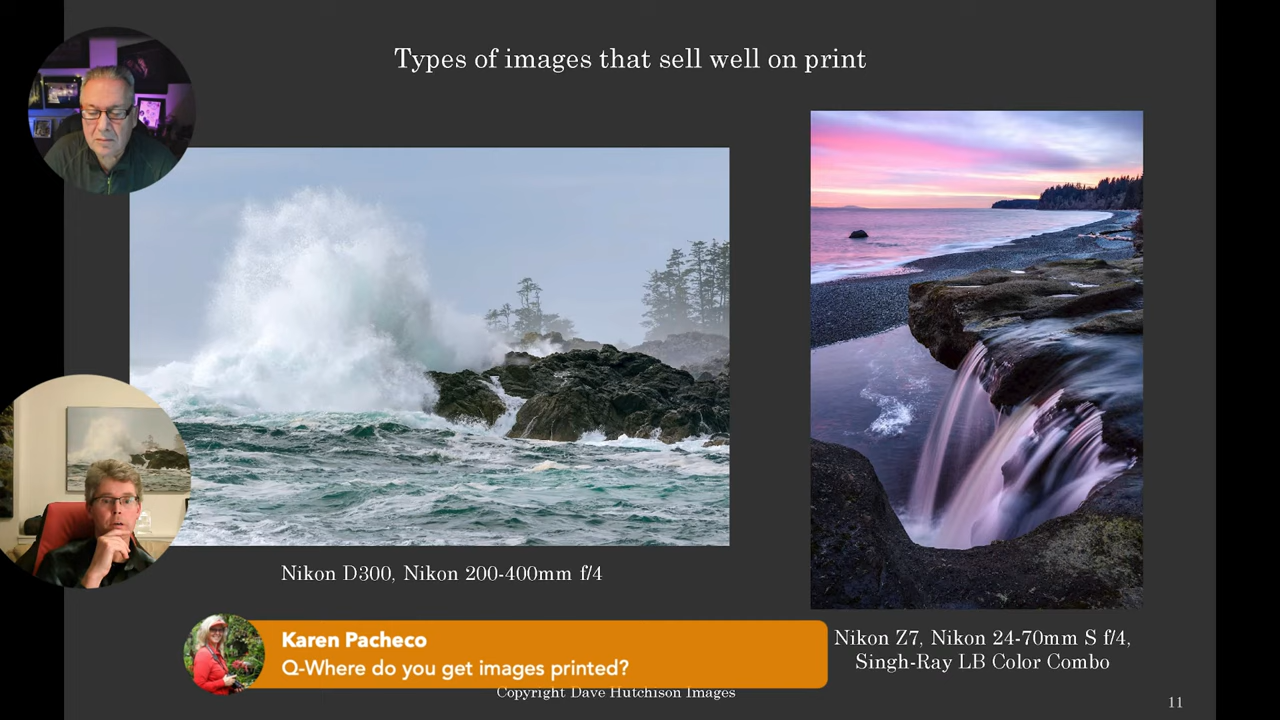 Types of images that sell well on print
Nikon D300, Nikon 200-400mm f/4
Nikon Z7, Nikon 24-70mm S f/4,
Singh-Ray LB Color Combo
Karen Pacheco
Q-Where do you get images printed?
Copyright Dave Hutchison Images
11